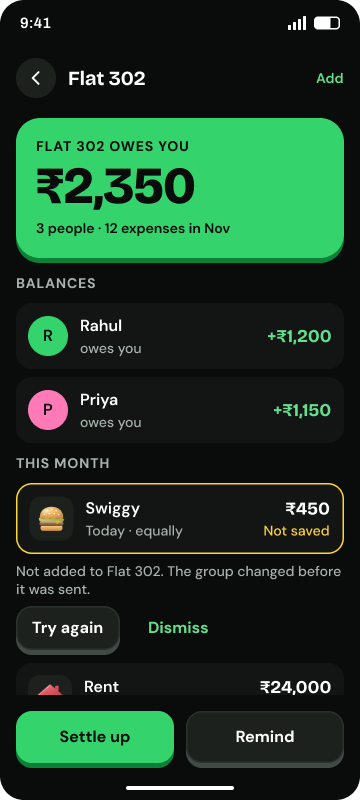 9:41
Flat 302
Add
FLAT 302 OWES YOU
₹2,350
3 people · 12 expenses in Nov
BALANCES
R
Rahul
owes you
+₹1,200
P
Priya
owes you
+₹1,150
THIS MONTH
Swiggy
₹450
Today · equally
Not saved
Not added to Flat 302. The group changed before
it was sent.
Try again
Dismiss
Rent
₹24,000
Settle up
Remind